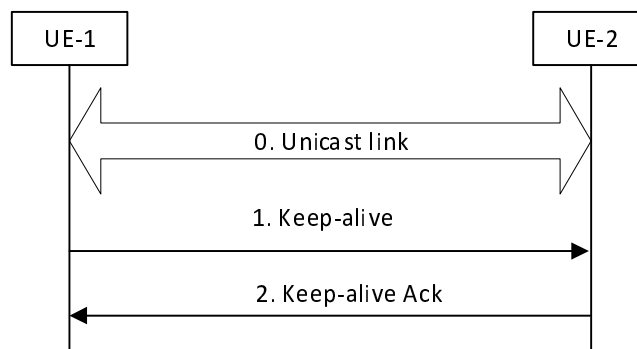 UE-1
UE-2
0. Unicast link
1. Keep-alive
2. Keep-alive Ack